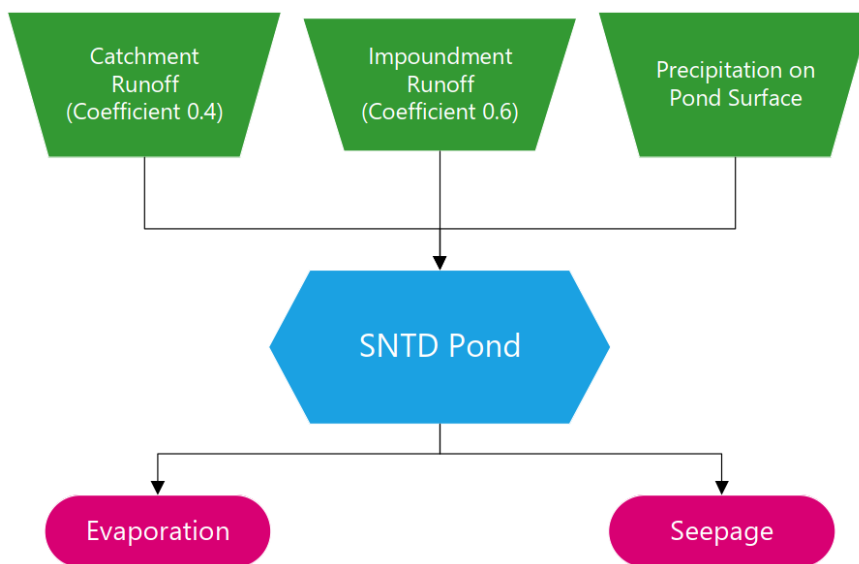 Catchment
Runoff
(Coefficient 0.4)
Impoundment
Runoff
(Coefficient 0.6)
Precipitation on
Pond Surface
SNTD Pond
Evaporation
Seepage